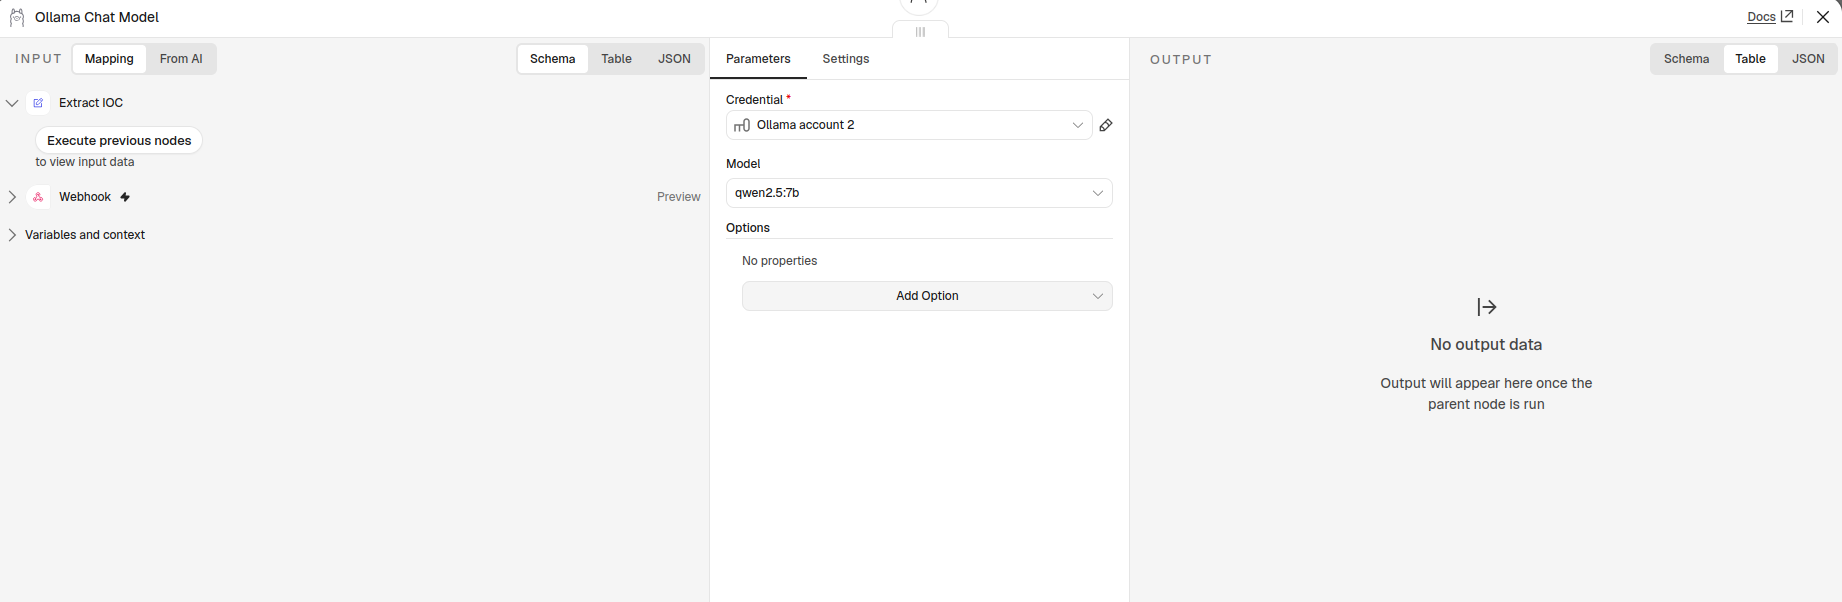 Ollama Chat Model
Docs
INPUT
Mapping
From AI
Schema
Table
JSON
Extract IOC
Execute previous nodes
to view input data
Webhook
Preview
Variables and context
Parameters
Settings
Credential *
Ollama account 2
Model
qwen2.5:7b
Options
No properties
Add Option
OUTPUT
Schema
Table
JSON
No output data
Output will appear here once the
parent node is run